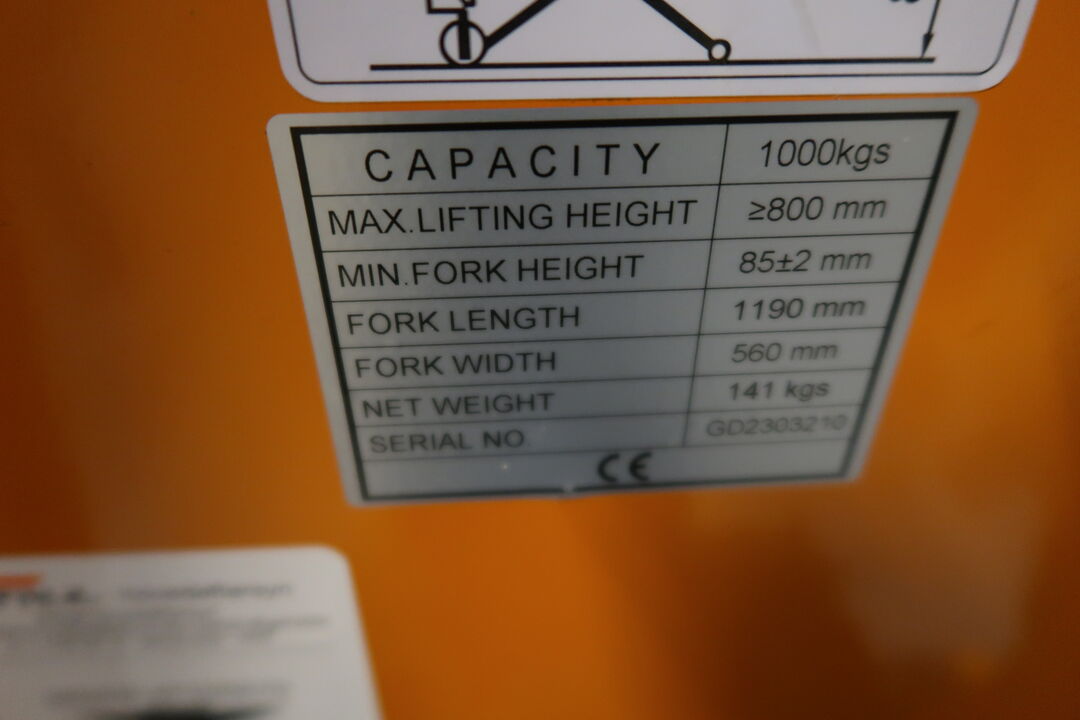 CAPACITY 1000kgs
MAX.LIFTING HEIGHT ≥800 mm
MIN.FORK HEIGHT 85±2 mm
FORK LENGTH 1190 mm
FORK WIDTH 560 mm
NET WEIGHT 141 kgs
SERIAL NO. GD2303210
CE